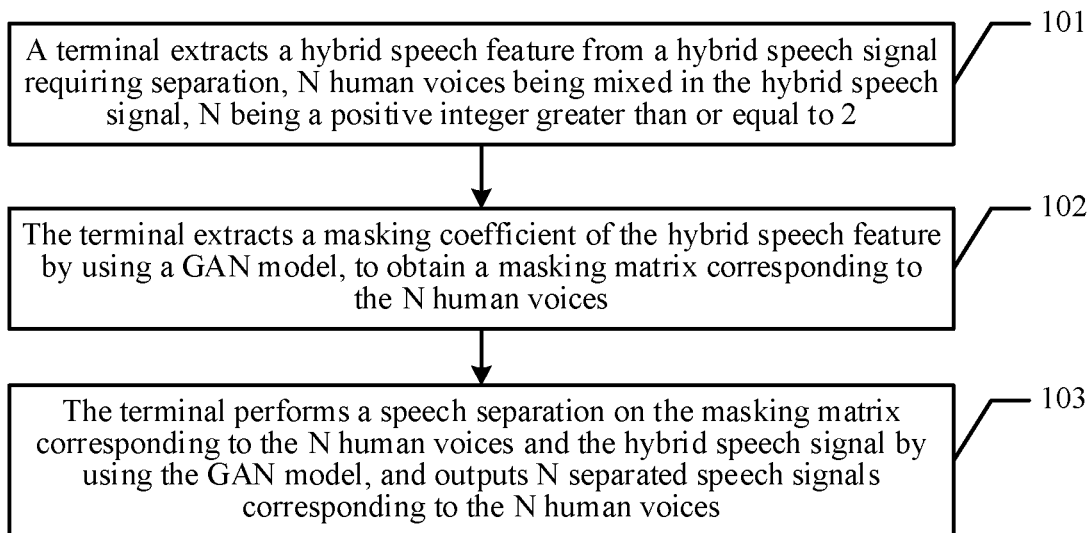 101
A terminal extracts a hybrid speech feature from a hybrid speech signal
requiring separation, N human voices being mixed in the hybrid speech
signal, N being a positive integer greater than or equal to 2
102
The terminal extracts a masking coefficient of the hybrid speech feature
by using a GAN model, to obtain a masking matrix corresponding to
the N human voices
103
The terminal performs a speech separation on the masking matrix
corresponding to the N human voices and the hybrid speech signal by
using the GAN model, and outputs N separated speech signals
corresponding to the N human voices